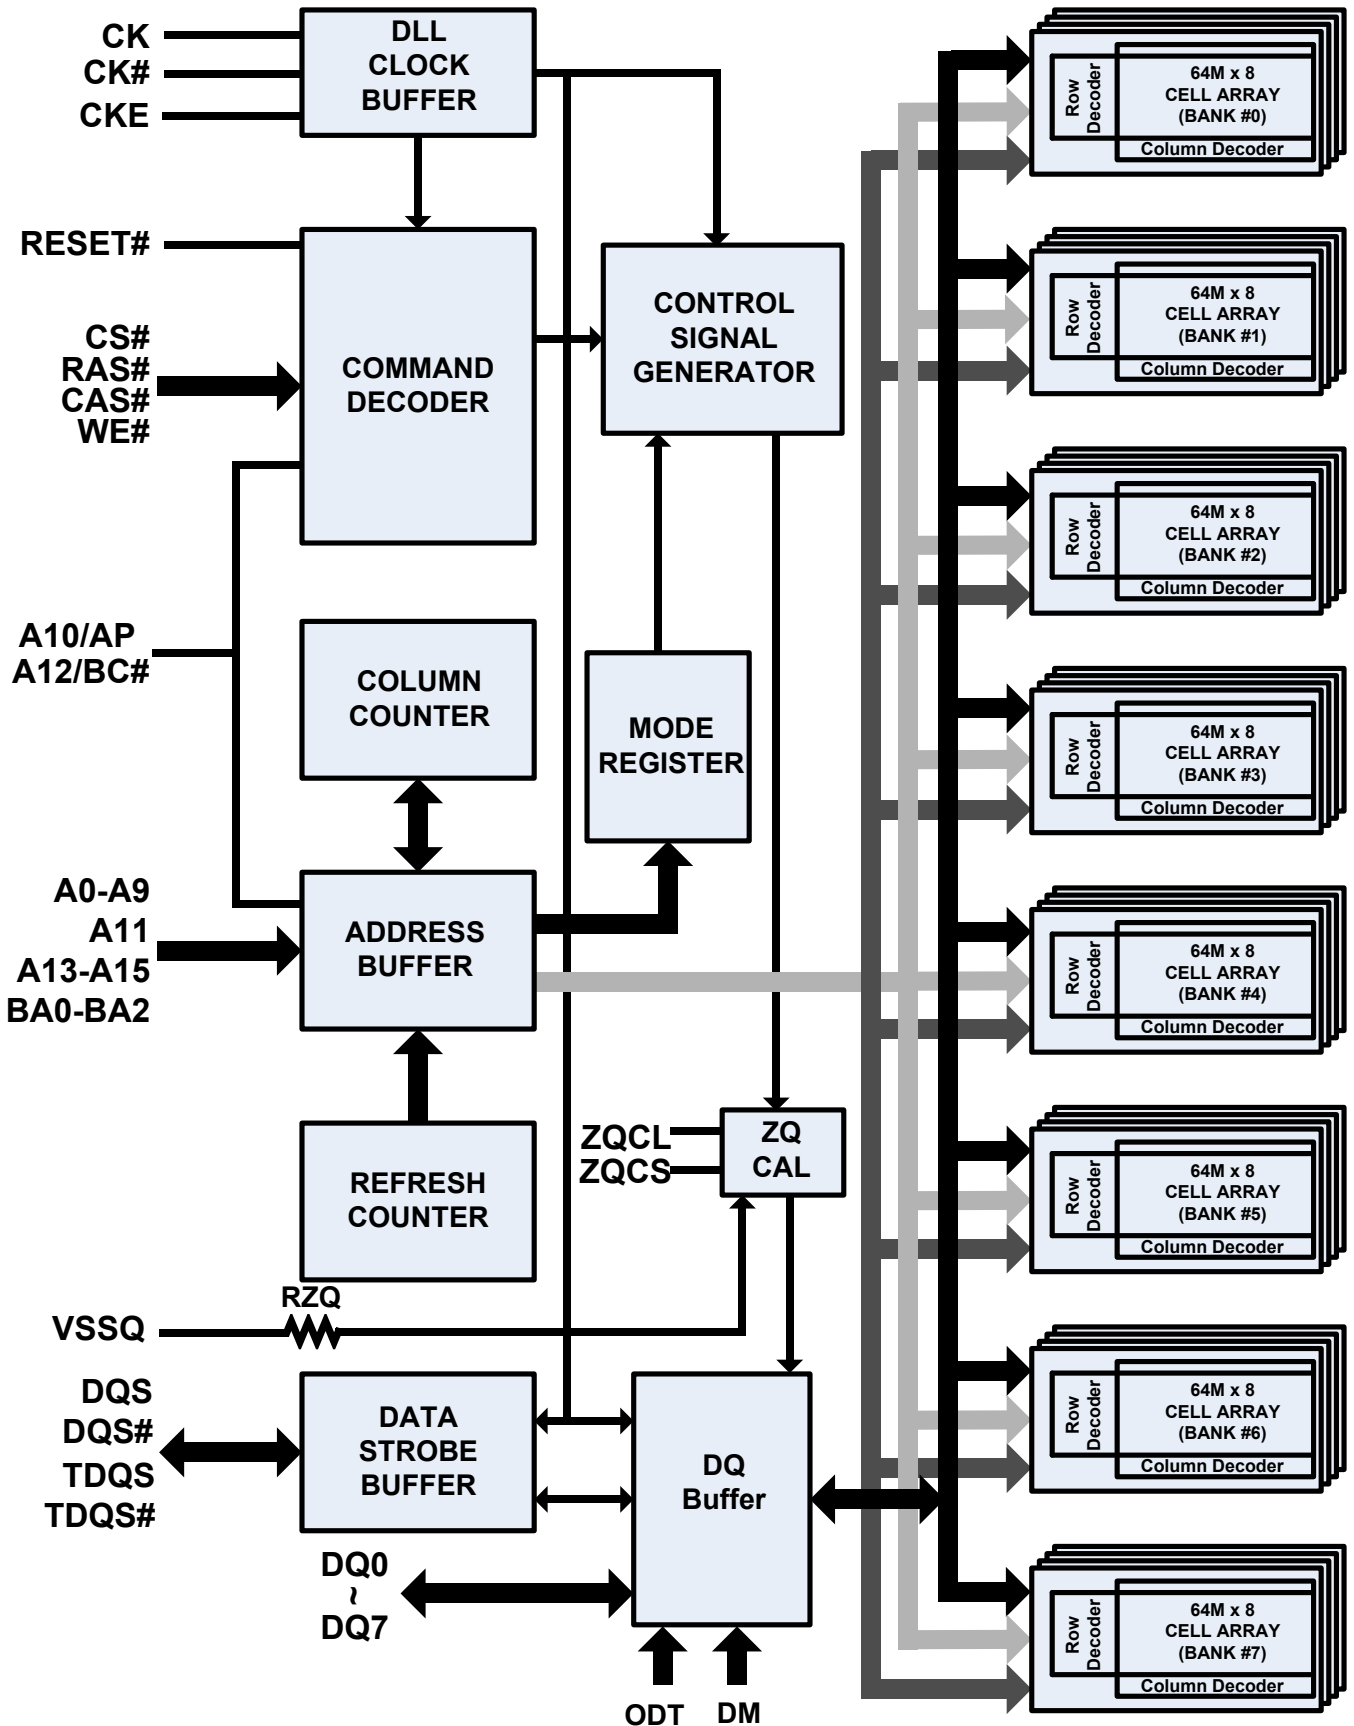 CK
CK#
CKE
DLL
CLOCK
BUFFER
RESET#
CS#
RAS#
CAS#
WE#
COMMAND
DECODER
CONTROL
SIGNAL
GENERATOR
A10/AP
A12/BC#
COLUMN
COUNTER
MODE
REGISTER
A0-A9
A11
A13-A15
BA0-BA2
ADDRESS
BUFFER
REFRESH
COUNTER
ZQCL
ZQCS
ZQ
CAL
VSSQ
RZQ
DQS
DQS#
TDQS
TDQS#
DATA
STROBE
BUFFER
DQ
Buffer
DQ0
~
DQ7
ODT
DM
Row
Decoder
64M x 8
CELL ARRAY
(BANK #0)
Column Decoder
Row
Decoder
64M x 8
CELL ARRAY
(BANK #1)
Column Decoder
Row
Decoder
64M x 8
CELL ARRAY
(BANK #2)
Column Decoder
Row
Decoder
64M x 8
CELL ARRAY
(BANK #3)
Column Decoder
Row
Decoder
64M x 8
CELL ARRAY
(BANK #4)
Column Decoder
Row
Decoder
64M x 8
CELL ARRAY
(BANK #5)
Column Decoder
Row
Decoder
64M x 8
CELL ARRAY
(BANK #6)
Column Decoder
Row
Decoder
64M x 8
CELL ARRAY
(BANK #7)
Column Decoder